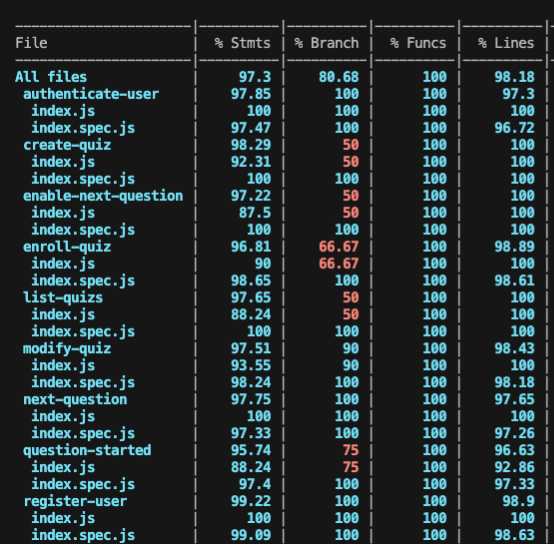 File | % Stmts | % Branch | % Funcs | % Lines |
All files | 97.3 | 80.68 | 100 | 98.18 |
authenticate-user | 97.85 | 100 | 100 | 97.3 |
index.js | 100 | 100 | 100 | 100 |
index.spec.js | 97.47 | 100 | 100 | 96.72 |
create-quiz | 98.29 | 50 | 100 | 100 |
index.js | 92.31 | 50 | 100 | 100 |
index.spec.js | 100 | 100 | 100 | 100 |
enable-next-question | 97.22 | 50 | 100 | 100 |
index.js | 87.5 | 50 | 100 | 100 |
index.spec.js | 100 | 100 | 100 | 100 |
enroll-quiz | 96.81 | 66.67 | 100 | 98.89 |
index.js | 90 | 66.67 | 100 | 100 |
index.spec.js | 98.65 | 100 | 100 | 98.61 |
list-quizs | 97.65 | 50 | 100 | 100 |
index.js | 88.24 | 50 | 100 | 100 |
index.spec.js | 100 | 100 | 100 | 100 |
modify-quiz | 97.51 | 90 | 100 | 98.43 |
index.js | 93.55 | 90 | 100 | 100 |
index.spec.js | 98.24 | 100 | 100 | 98.18 |
next-question | 97.75 | 100 | 100 | 97.65 |
index.js | 100 | 100 | 100 | 100 |
index.spec.js | 97.33 | 100 | 100 | 97.26 |
question-started | 95.74 | 75 | 100 | 96.63 |
index.js | 88.24 | 75 | 100 | 92.86 |
index.spec.js | 97.4 | 100 | 100 | 97.33 |
register-user | 99.22 | 100 | 100 | 98.9 |
index.js | 100 | 100 | 100 | 100 |
index.spec.js | 99.09 | 100 | 100 | 98.63 |